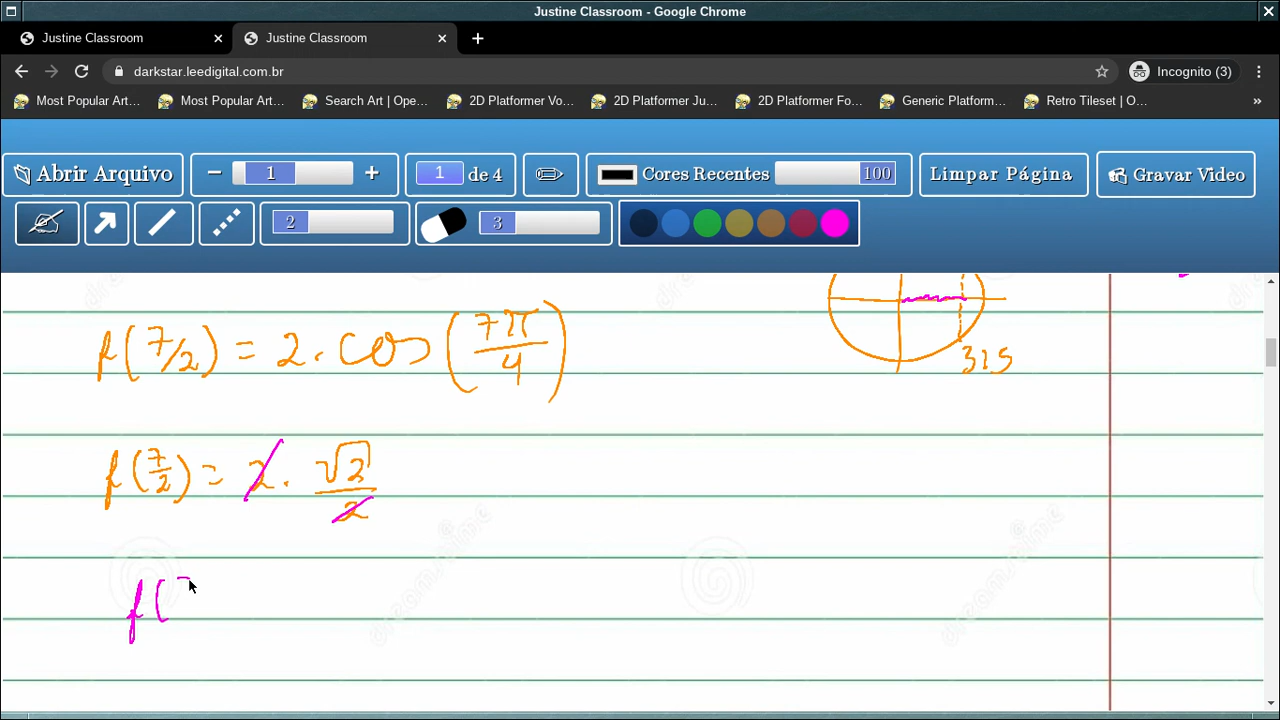 Justine Classroom - Google Chrome
Justine Classroom
Justine Classroom
darkstar.leedigital.com.br
Incognito (3)
Most Popular Art...
Most Popular Art...
Search Art | Ope...
2D Platformer Vo...
2D Platformer Ju...
2D Platformer Fo...
Generic Platform...
Retro Tileset | O...
»
Abrir Arquivo
− 1 +
1 de 4
Cores Recentes 100
Limpar Página
Gravar Video
2
3
f(7/2) = 2 . cos (7π/4)
315
f(7/2) = 2 . √2/2
f(
dreamstime
dreamstime